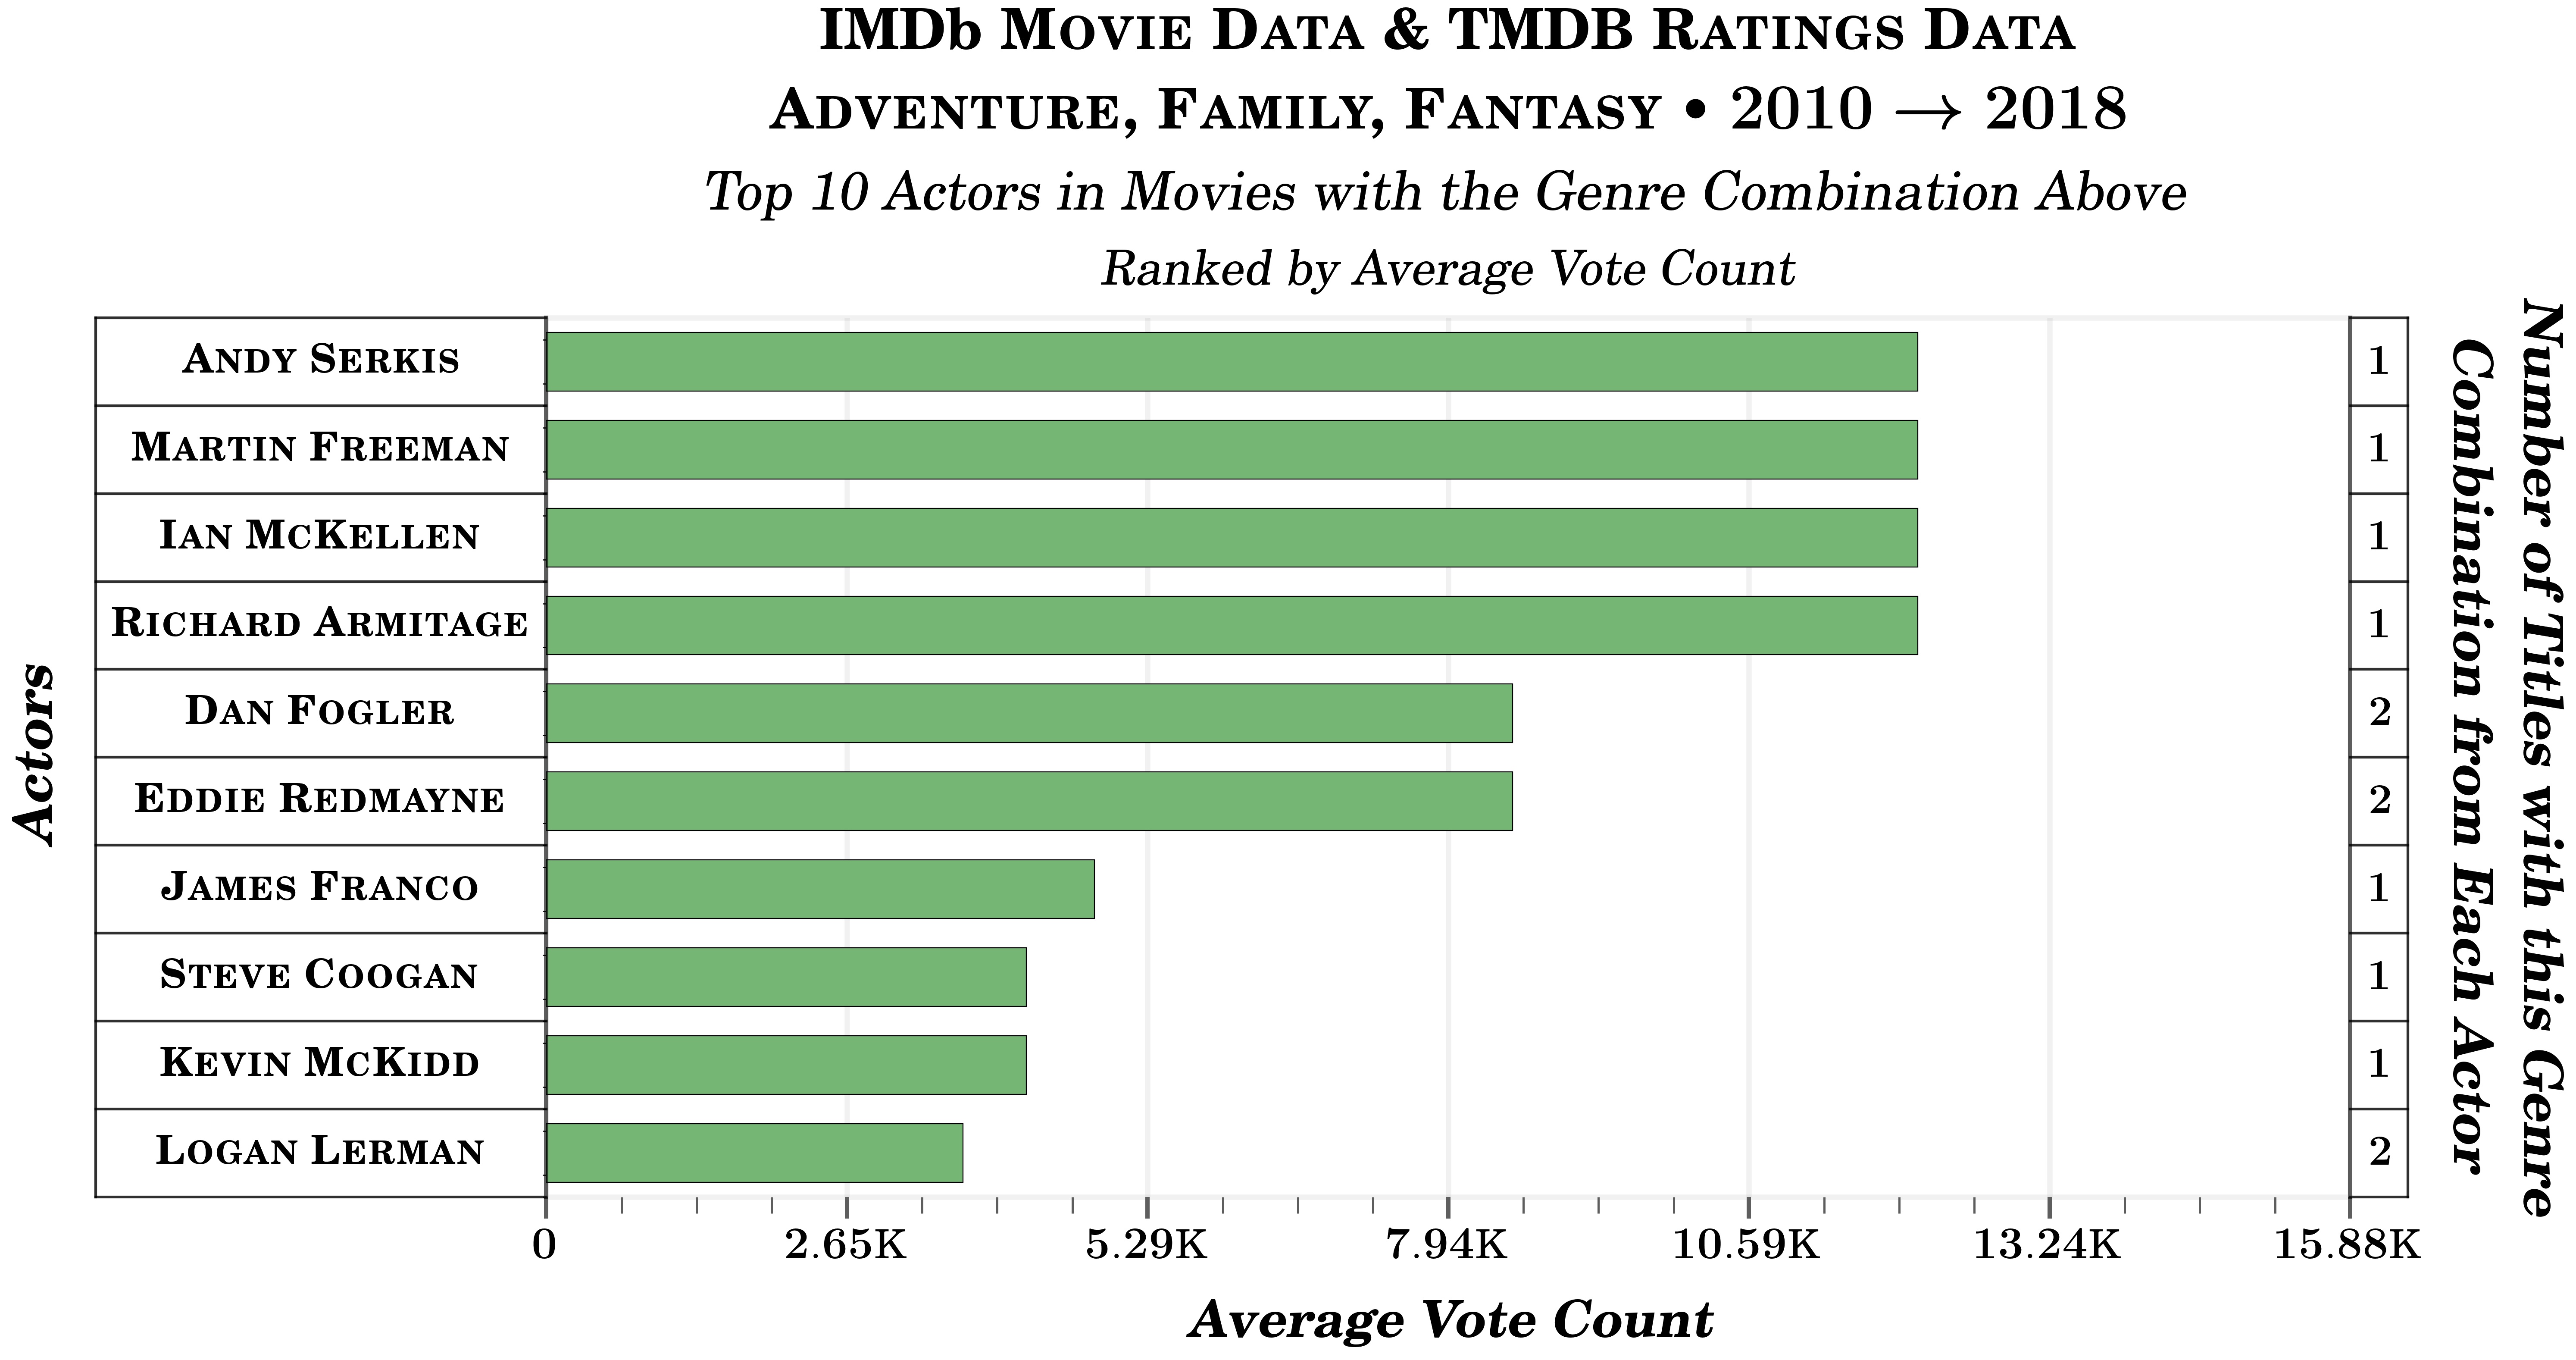 IMDb Movie Data & TMDB Ratings Data
Adventure, Family, Fantasy • 2010 → 2018
Top 10 Actors in Movies with the Genre Combination Above
Ranked by Average Vote Count
Actors
Andy Serkis 1
Martin Freeman 1
Ian McKellen 1
Richard Armitage 1
Dan Fogler 2
Eddie Redmayne 2
James Franco 1
Steve Coogan 1
Kevin McKidd 1
Logan Lerman 2
0 2.65K 5.29K 7.94K 10.59K 13.24K 15.88K
Average Vote Count
Number of Titles with this Genre
Combination from Each Actor